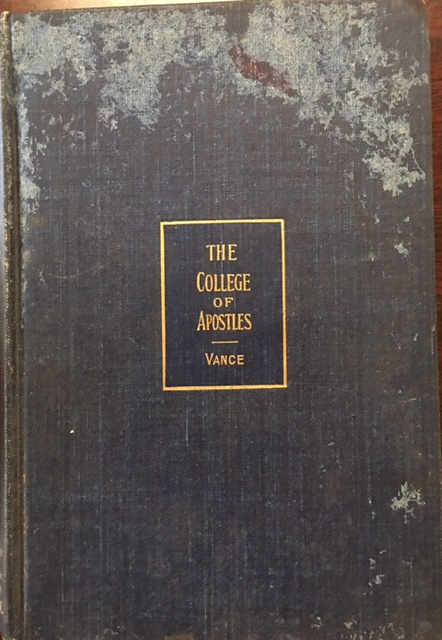 THE
COLLEGE
OF
APOSTLES
VANCE